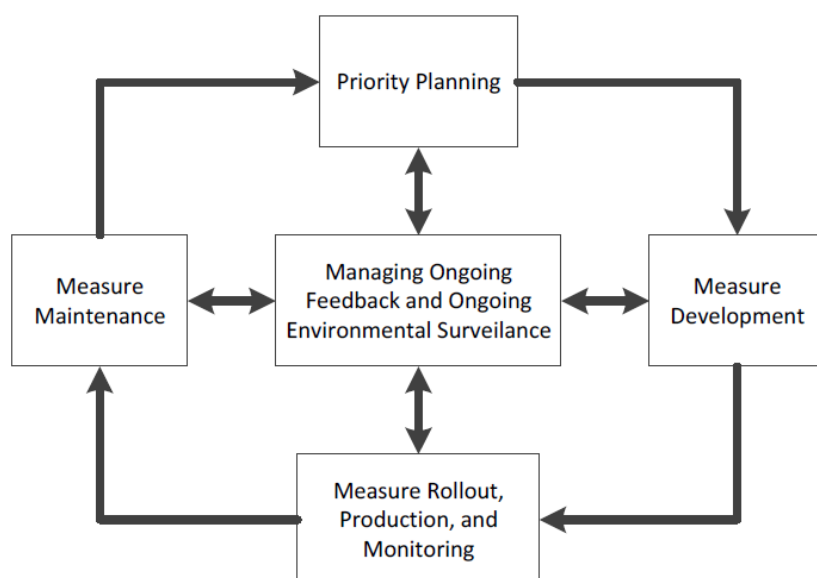 Priority Planning
Measure
Maintenance
Managing Ongoing
Feedback and Ongoing
Environmental Surveilance
Measure
Development
Measure Rollout,
Production, and
Monitoring